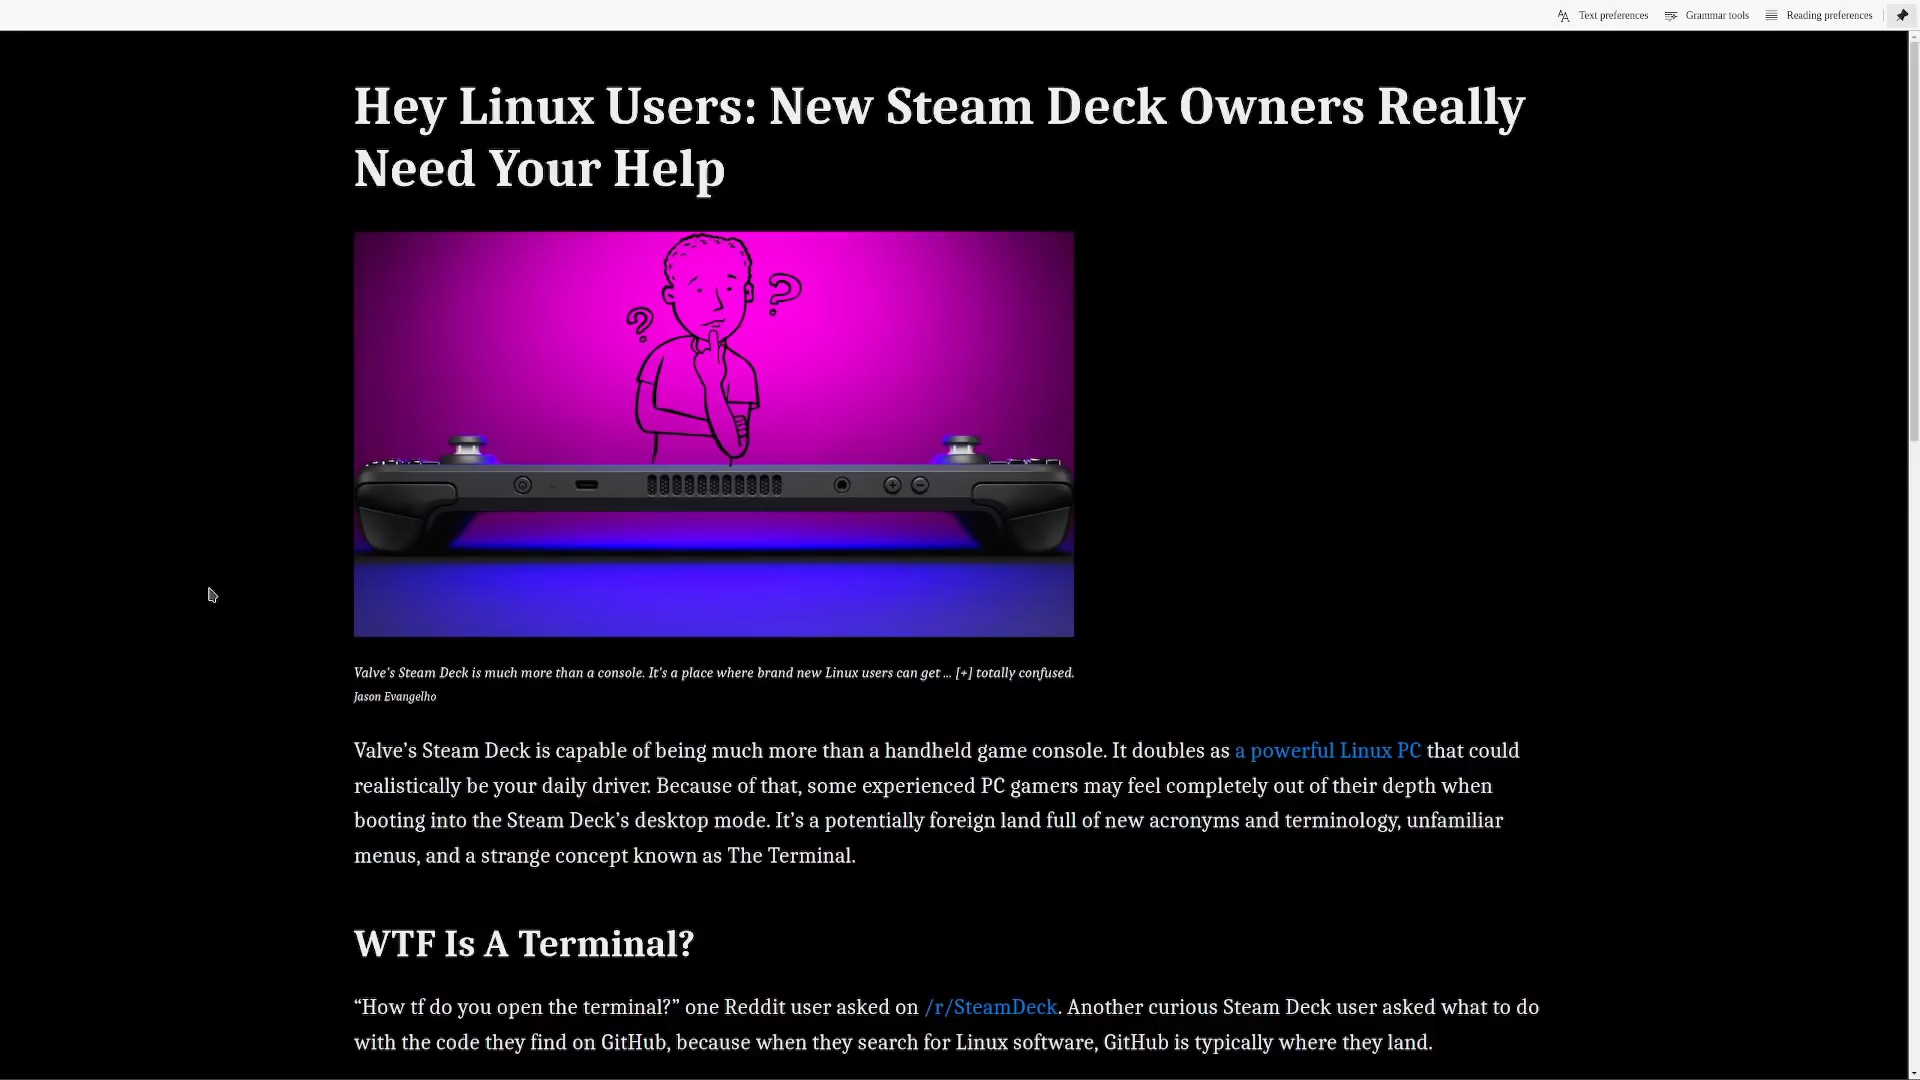 Text preferences
Grammar tools
Reading preferences
Hey Linux Users: New Steam Deck Owners Really
Need Your Help
Valve's Steam Deck is much more than a console. It's a place where brand new Linux users can get ... [+] totally confused.
Jason Evangelho
Valve’s Steam Deck is capable of being much more than a handheld game console. It doubles as a powerful Linux PC that could
realistically be your daily driver. Because of that, some experienced PC gamers may feel completely out of their depth when
booting into the Steam Deck’s desktop mode. It’s a potentially foreign land full of new acronyms and terminology, unfamiliar
menus, and a strange concept known as The Terminal.
WTF Is A Terminal?
“How tf do you open the terminal?” one Reddit user asked on /r/SteamDeck. Another curious Steam Deck user asked what to do
with the code they find on GitHub, because when they search for Linux software, GitHub is typically where they land.